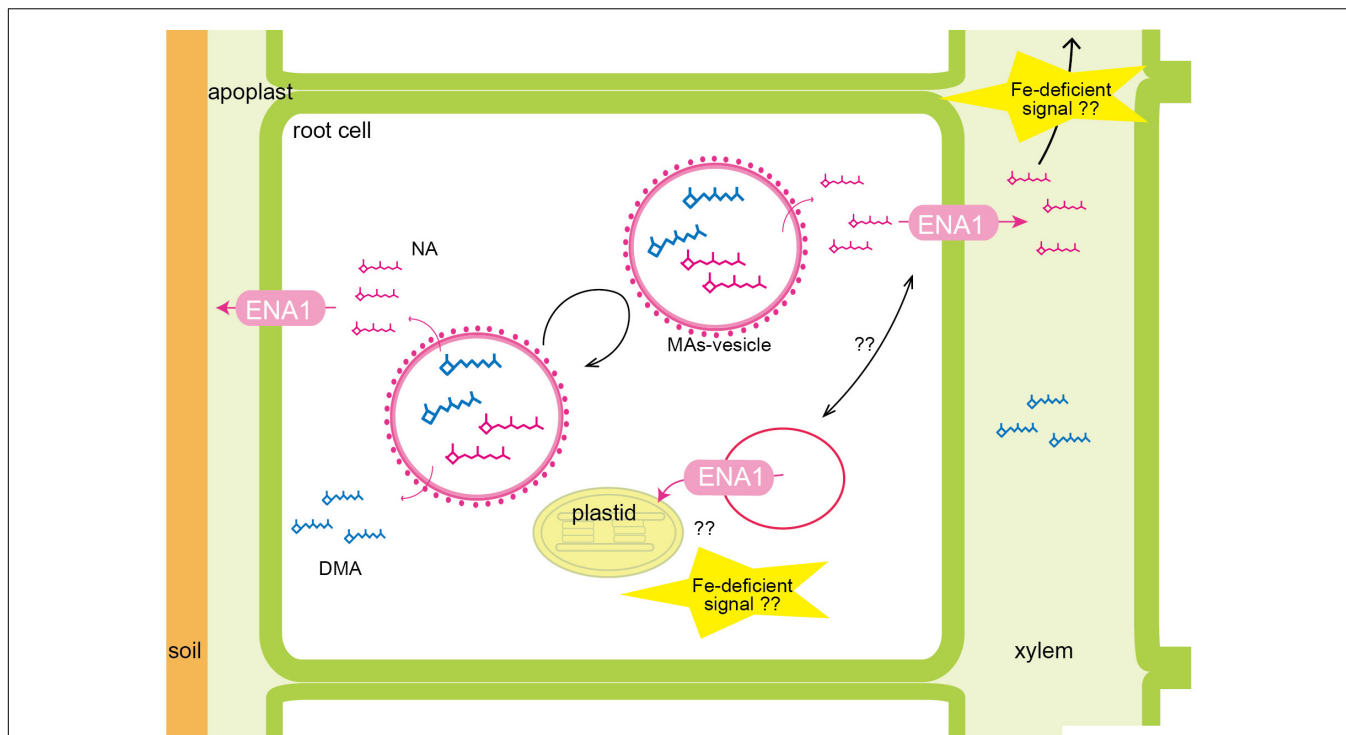 apoplast
Fe-deficient
signal ??
root cell
ENA1
NA
ENA1
MAs-vesicle
??
ENA1
plastid
??
DMA
Fe-deficient
signal ??
soil
xylem